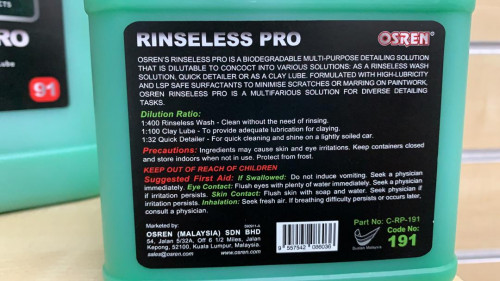 CTS
PRO
ube
91
RINSELESS PRO
OSREN
OSREN'S RINSELESS PRO IS A BIODEGRADABLE MULTI-PURPOSE DETAILING SOLUTION
THAT IS DILUTABLE TO CONCOCT INTO VARIOUS SOLUTIONS: AS A RINSELESS WASH
SOLUTION, QUICK DETAILER OR AS A CLAY LUBE. FORMULATED WITH HIGH-LUBRICITY
AND LSP SAFE SURFACTANTS TO MINIMISE SCRATCHES OR MARRING ON PAINTWORK,
OSREN RINSELESS PRO IS A MULTIFARIOUS SOLUTION FOR DIVERSE DETAILING
TASKS.
Dilution Ratio:
1:400 Rinseless Wash - Clean without the need of rinsing.
1:100 Clay Lube - To provide adequate lubrication for claying.
1:32 Quick Detailer - For quick cleaning and shine on a lightly soiled car.
Precautions: Ingredients may cause skin and eye irritations. Keep containers closed
and store indoors when not in use. Protect from frost.
KEEP OUT OF REACH OF CHILDREN
Suggested First Aid: If Swallowed: Do not induce vomiting. Seek a physician
immediately. Eye Contact: Flush eyes with plenty of water immediately. Seek a physician
if irritation persists. Skin Contact: Flush skin with soap and water. Seek physician if
irritation persists. Inhalation: Seek fresh air. If breathing difficulty persists or occurs later,
consult a physician.
Marketed by:
OSREN (MALAYSIA) SDN BHD
54, Jalan 5/32A, Off 6 1/2 Miles, Jalan
Kepong, 52100, Kuala Lumpur, Malaysia.
sales@osren.com www.osren.com
9 557942 086036
Buatan Malaysia
Part No: C-RP-191
CODE No:
191